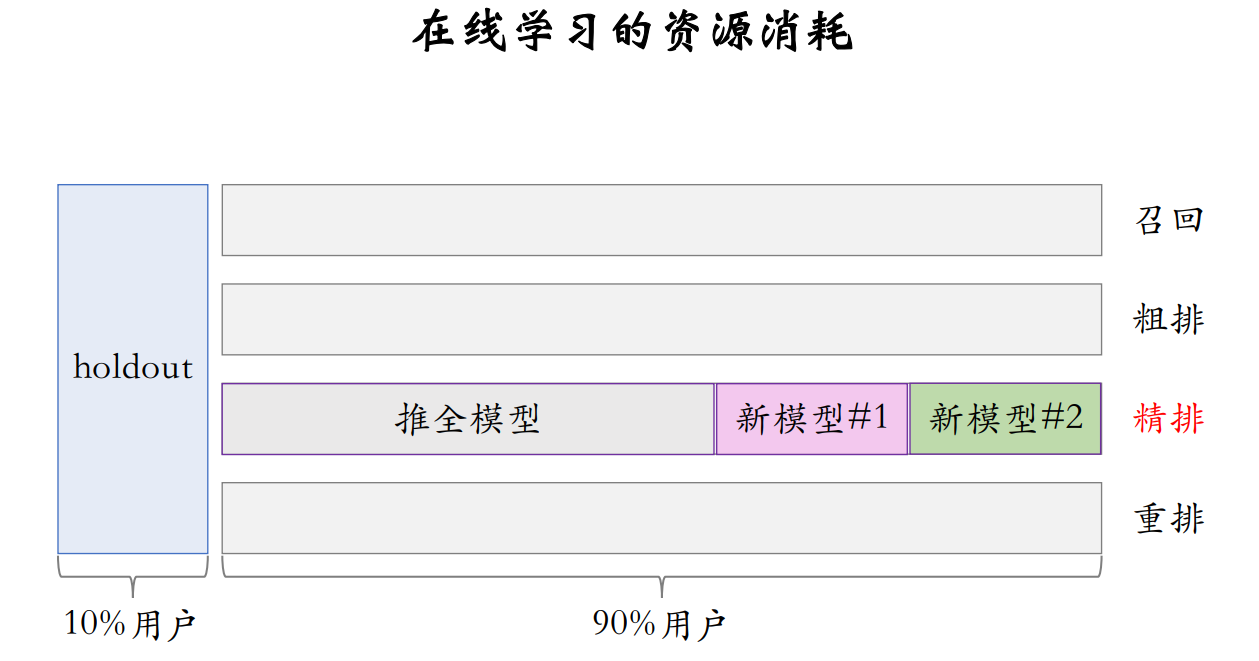 在线学习的资源消耗
召回
粗排
holdout
推全模型
新模型#1
新模型#2
精排
重排
10%用户
90%用户